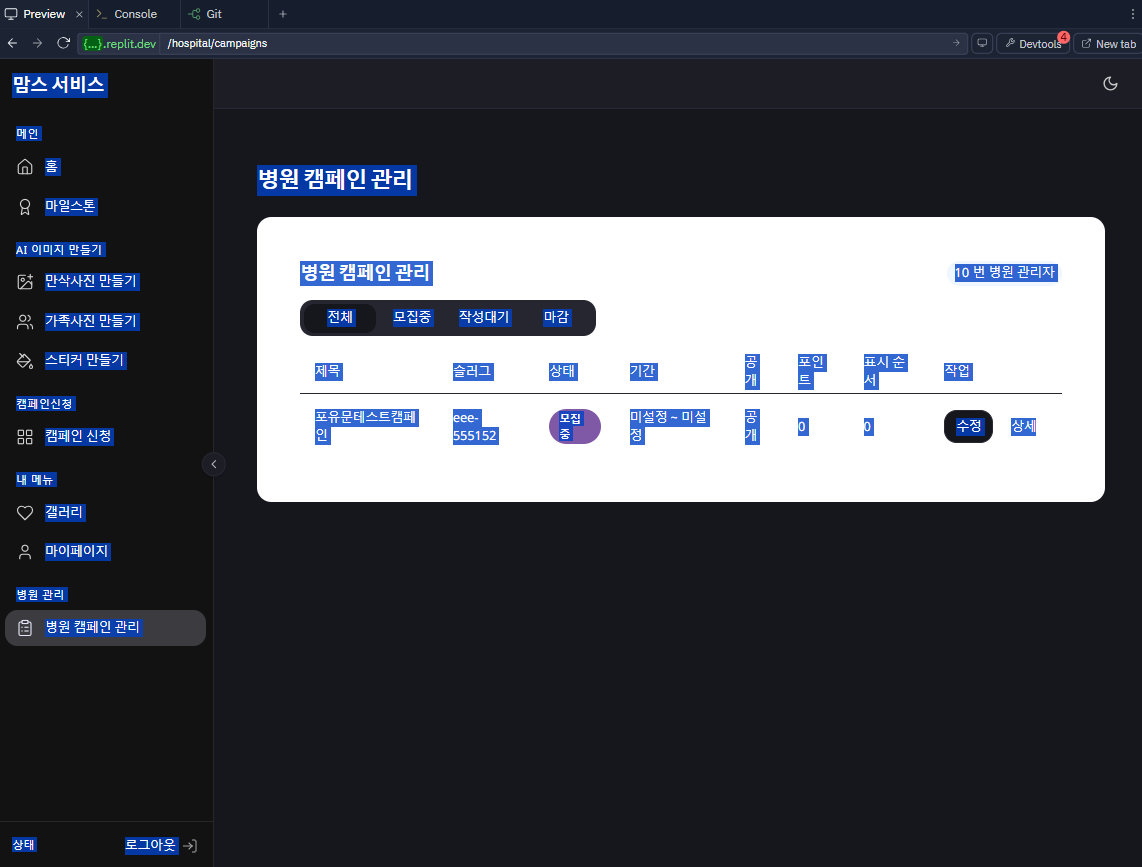 Preview
Console
Git
{...}.replit.dev
/hospital/campaigns
Devtools
4
New tab
맘스 서비스
메인
홈
마일스톤
AI 이미지 만들기
만삭사진 만들기
가족사진 만들기
스티커 만들기
캠페인신청
캠페인 신청
내 메뉴
갤러리
마이페이지
병원 관리
병원 캠페인 관리
상태
로그아웃
병원 캠페인 관리
병원 캠페인 관리
10 번 병원 관리자
전체 모집중 작성대기 마감
제목
슬러그
상태
기간
공
개
포인
트
표시 순
서
작업
포유문테스트캠페
인
eee-
555152
모집
중
미설정 ~ 미설
정
공
개
0
0
수정
상세